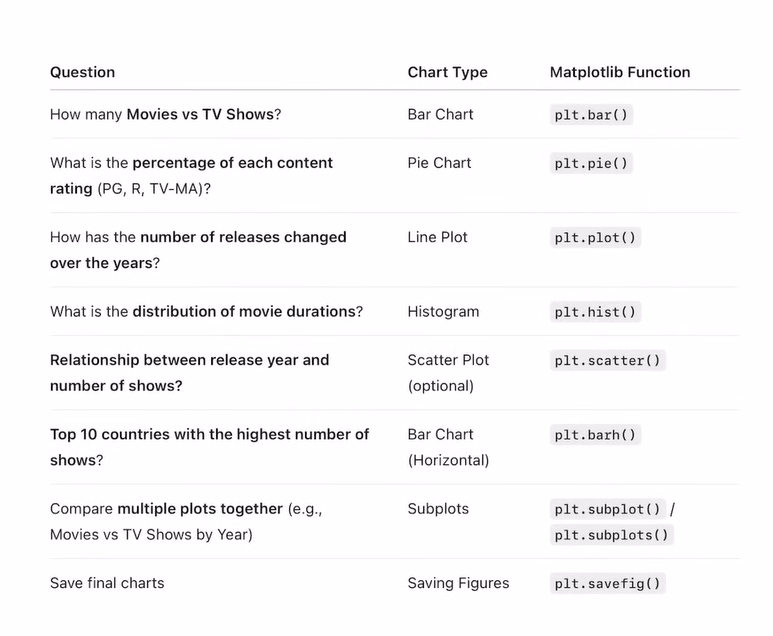 Question Chart Type Matplotlib Function
How many Movies vs TV Shows? Bar Chart plt.bar()
What is the percentage of each content Pie Chart plt.pie()
rating (PG, R, TV-MA)?
How has the number of releases changed Line Plot plt.plot()
over the years?
What is the distribution of movie durations? Histogram plt.hist()
Relationship between release year and Scatter Plot plt.scatter()
number of shows? (optional)
Top 10 countries with the highest number of Bar Chart plt.barh()
shows? (Horizontal)
Compare multiple plots together (e.g., Subplots plt.subplot() /
Movies vs TV Shows by Year) plt.subplots()
Save final charts Saving Figures plt.savefig()